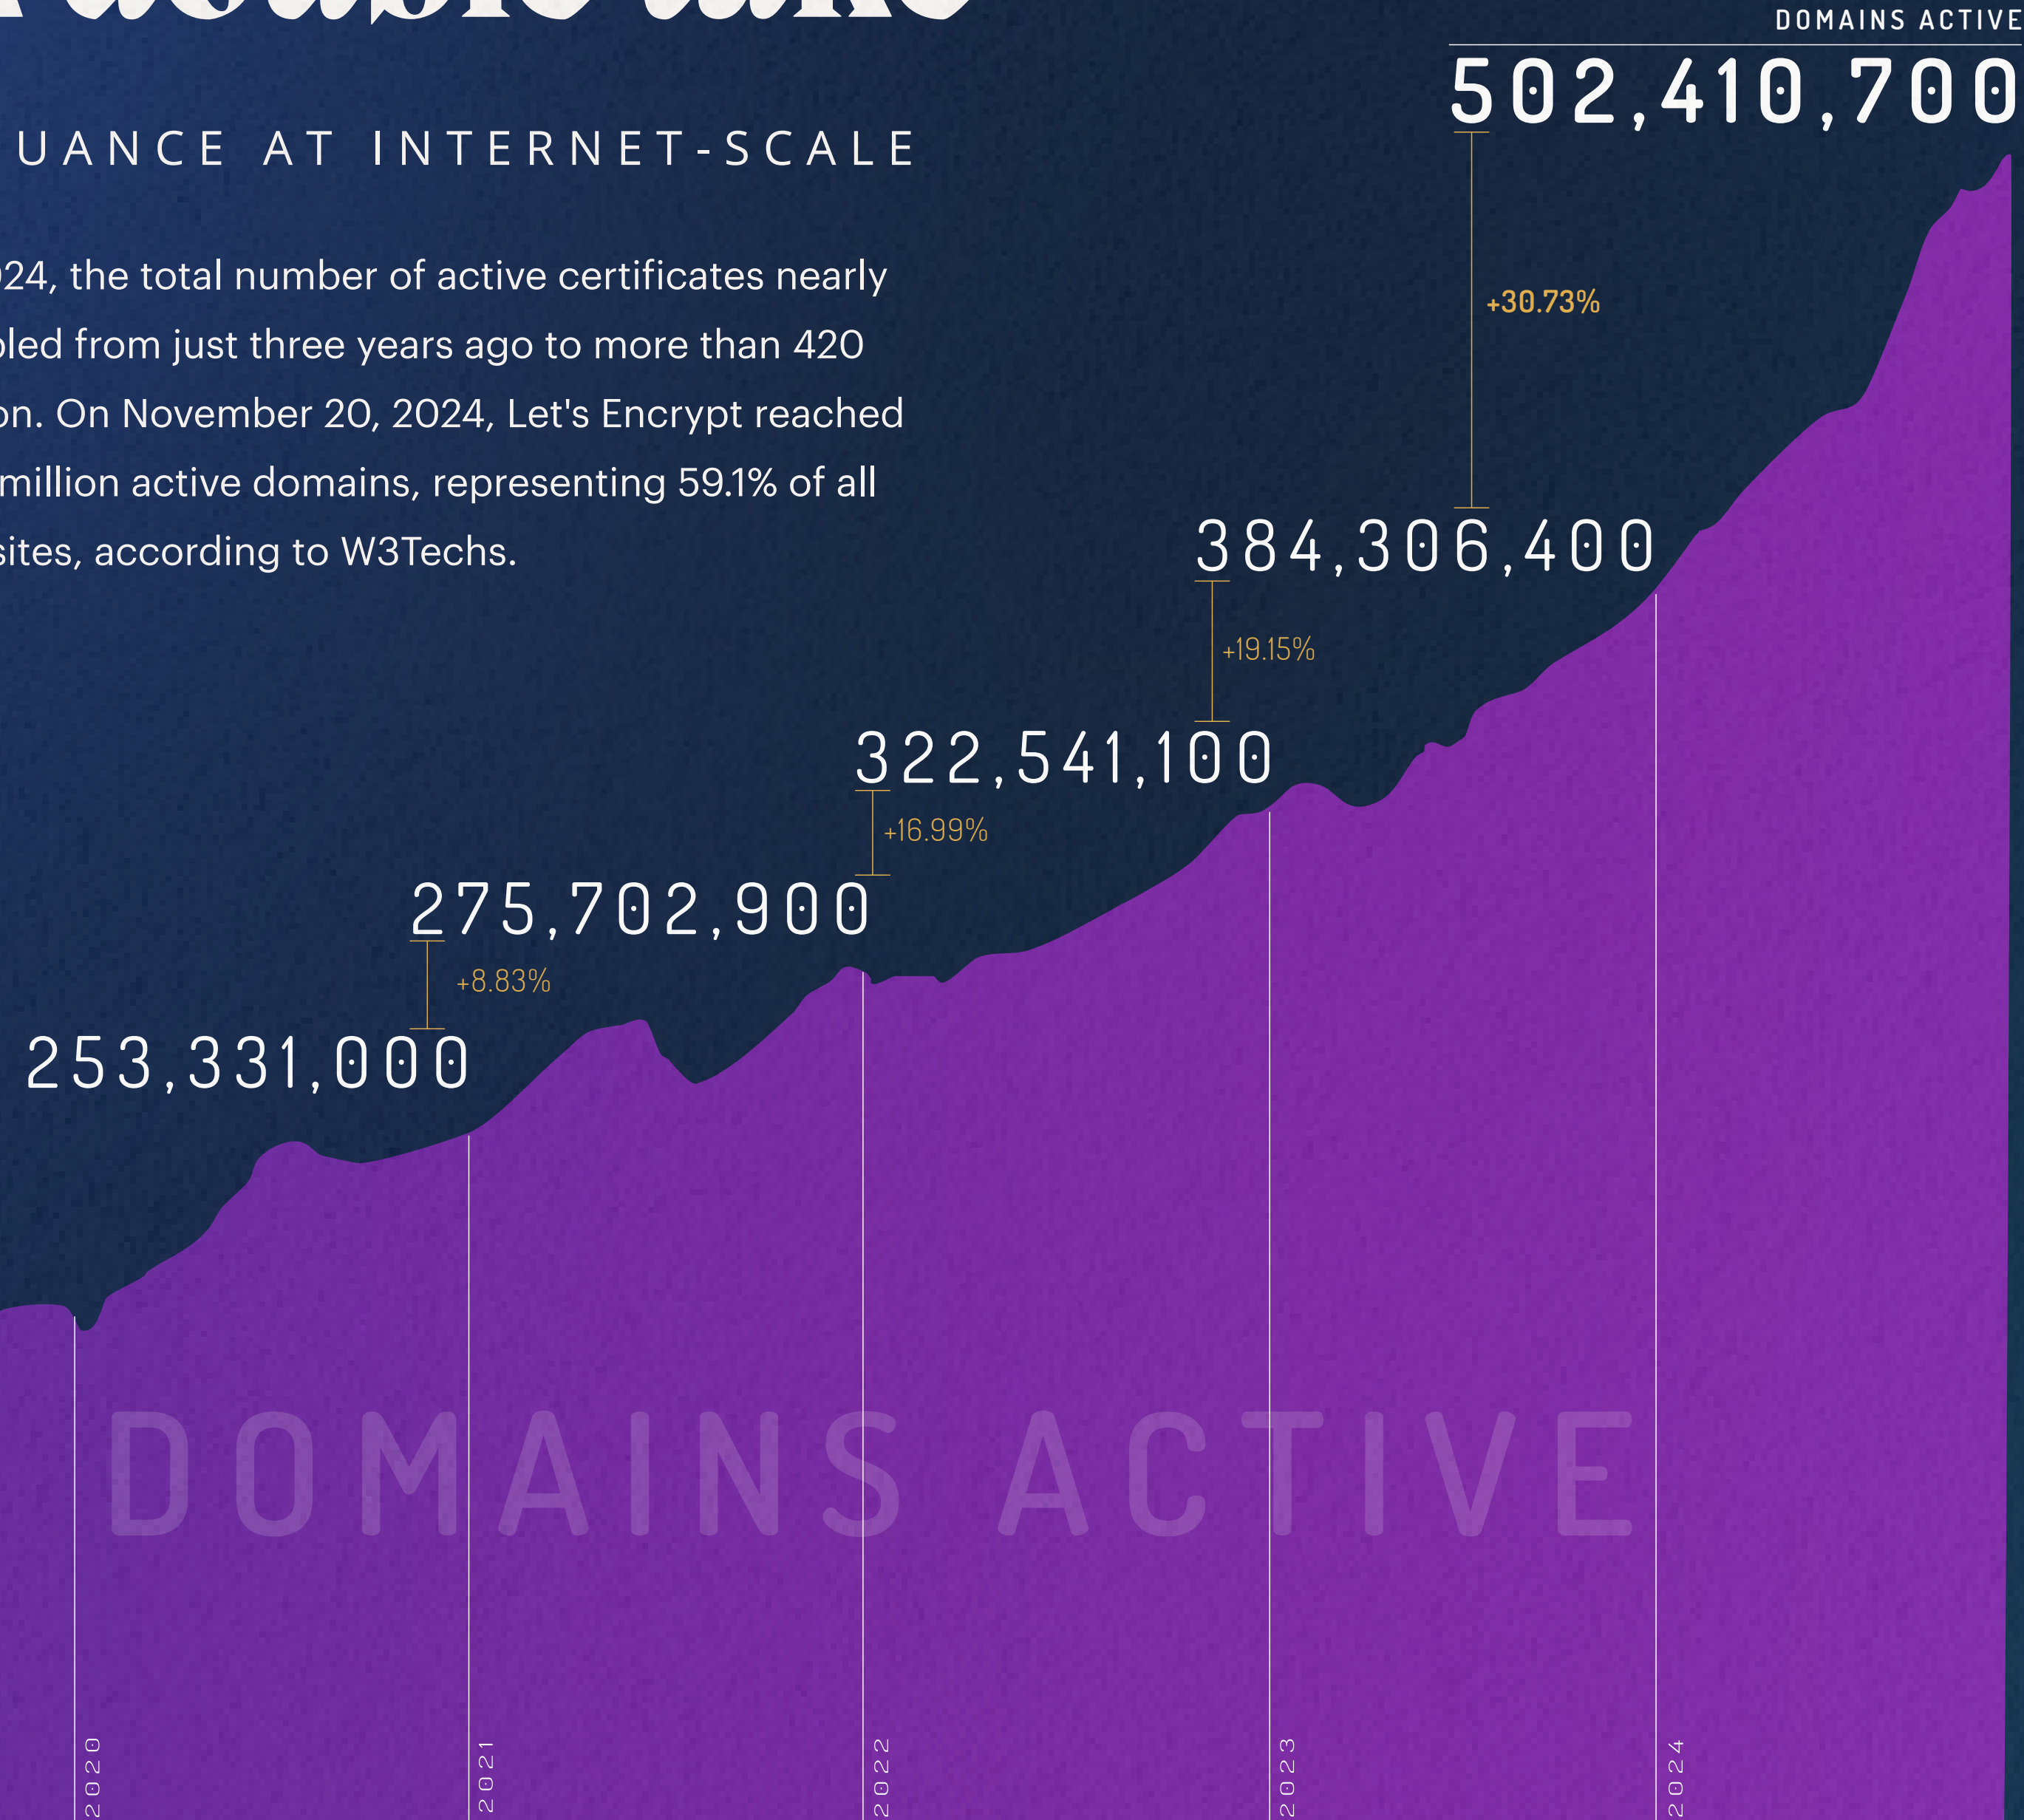 DOMAINS ACTIVE
502,410,700
UANCE AT INTERNET-SCALE
24, the total number of active certificates nearly
led from just three years ago to more than 420
on. On November 20, 2024, Let's Encrypt reached
million active domains, representing 59.1% of all
sites, according to W3Techs.
+30.73%
384,306,400
+19.15%
322,541,100
+16.99%
275,702,900
+8.83%
253,331,000
DOMAINS ACTIVE
2020
2021
2022
2023
2024